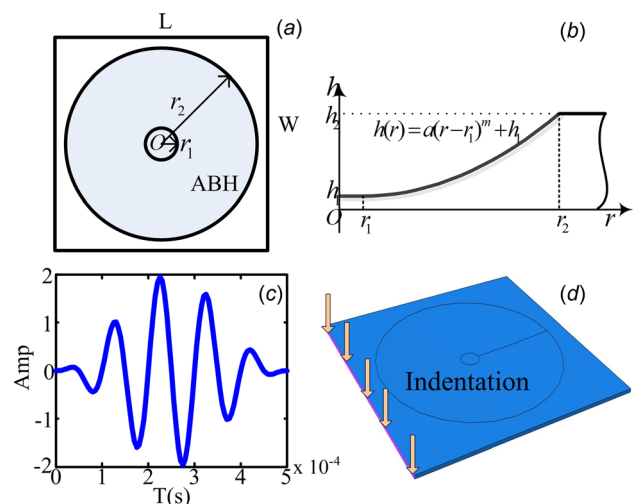 L
(a)
r₂
W
O
r₁
ABH
(b)
h
h₂
h(r)=a(r-r₁)ᵐ+h₁
h₁
O
r₁
r₂
r
(c)
2
1
0
-1
-2
Amp
0 1 2 3 4 5
x 10⁻⁴
T(s)
(d)
Indentation